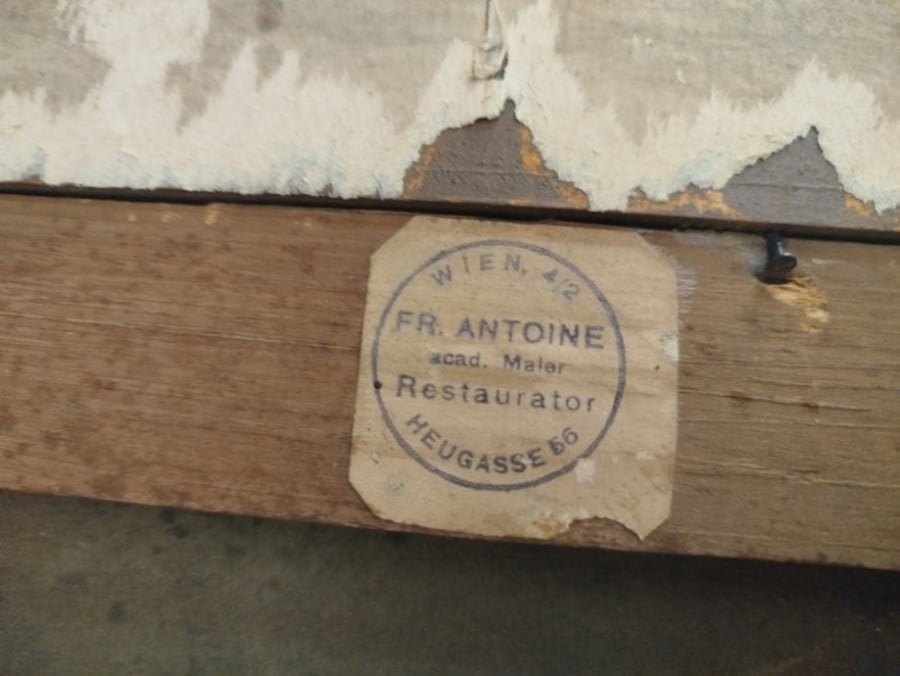 WIEN, 4/2
FR. ANTOINE
acad. Maler
Restaurator
HEUGASSE 56